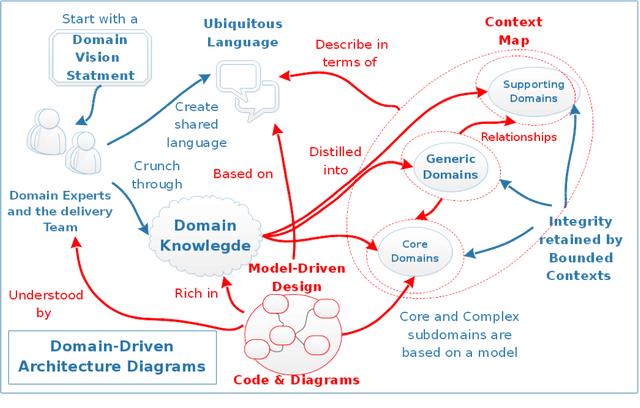 Start with a
Domain
Vision
Statment
Ubiquitous
Language
Describe in
terms of
Context
Map
Supporting
Domains
Create
shared
language
Relationships
Crunch
through
Based on
Distilled
into
Generic
Domains
Domain Experts
and the delivery
Team
Domain
Knowlegde
Core
Domains
Integrity
retained by
Bounded
Contexts
Model-Driven
Design
Understood
by
Rich in
Core and Complex
subdomains are
based on a model
Domain-Driven
Architecture Diagrams
Code & Diagrams